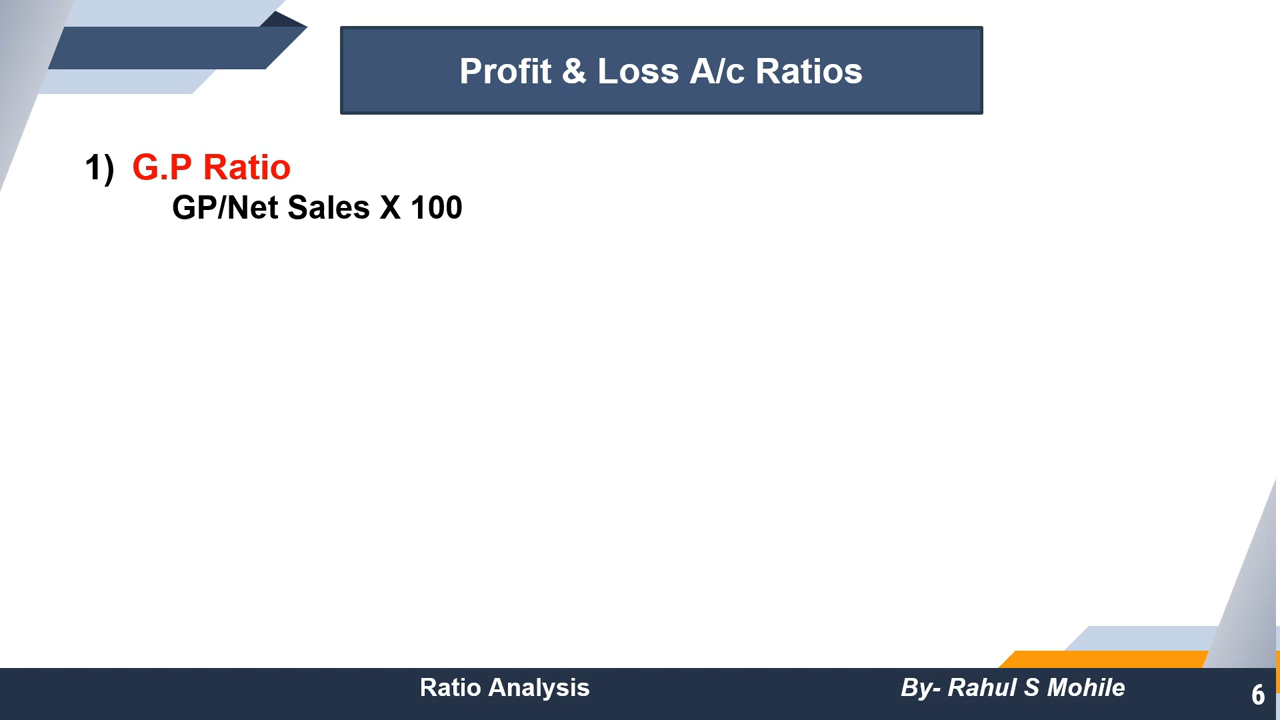 Profit & Loss A/c Ratios
1) G.P Ratio
GP/Net Sales X 100
Ratio Analysis
By- Rahul S Mohile
6